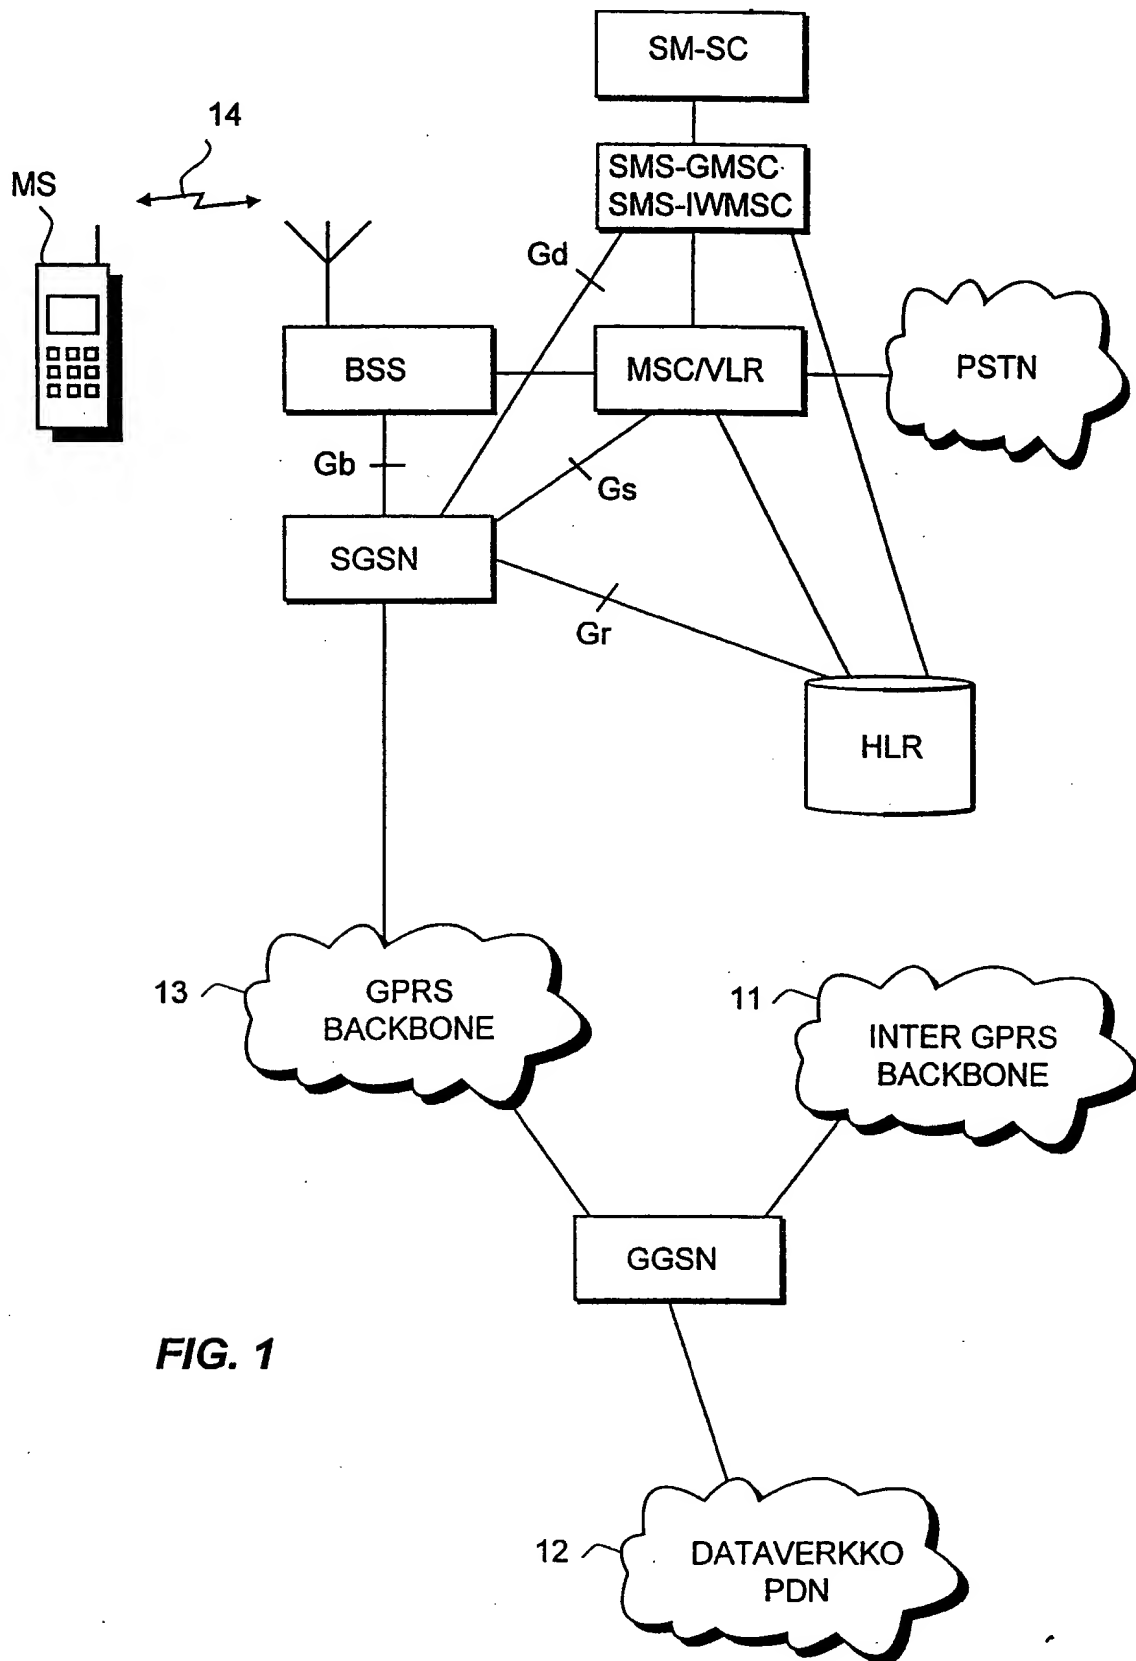 SM-SC
14
SMS-GMSC
SMS-IWMSC
MS
Gd
BSS
MSC/VLR
PSTN
Gb
Gs
SGSN
Gr
HLR
13
GPRS
BACKBONE
11
INTER GPRS
BACKBONE
GGSN
FIG. 1
12
DATAVERKKO
PDN